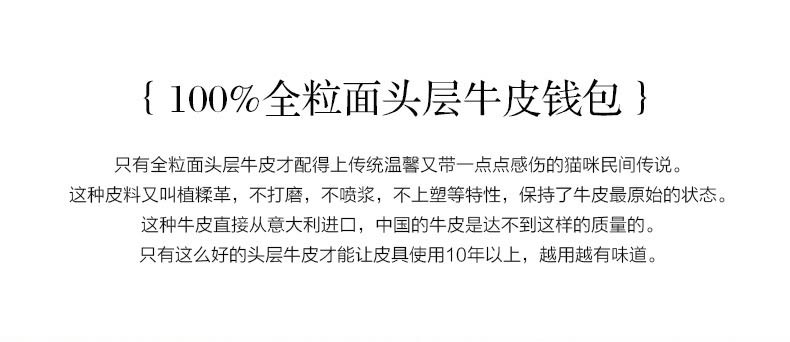 { 100%全粒面头层牛皮钱包 }
只有全粒面头层牛皮才配得上传统温馨又带一点点感伤的猫咪民间传说。
这种皮料又叫植鞣革，不打磨，不喷浆，不上塑等特性，保持了牛皮最原始的状态。
这种牛皮直接从意大利进口，中国的牛皮是达不到这样的质量的。
只有这么好的头层牛皮才能让皮具使用10年以上，越用越有味道。